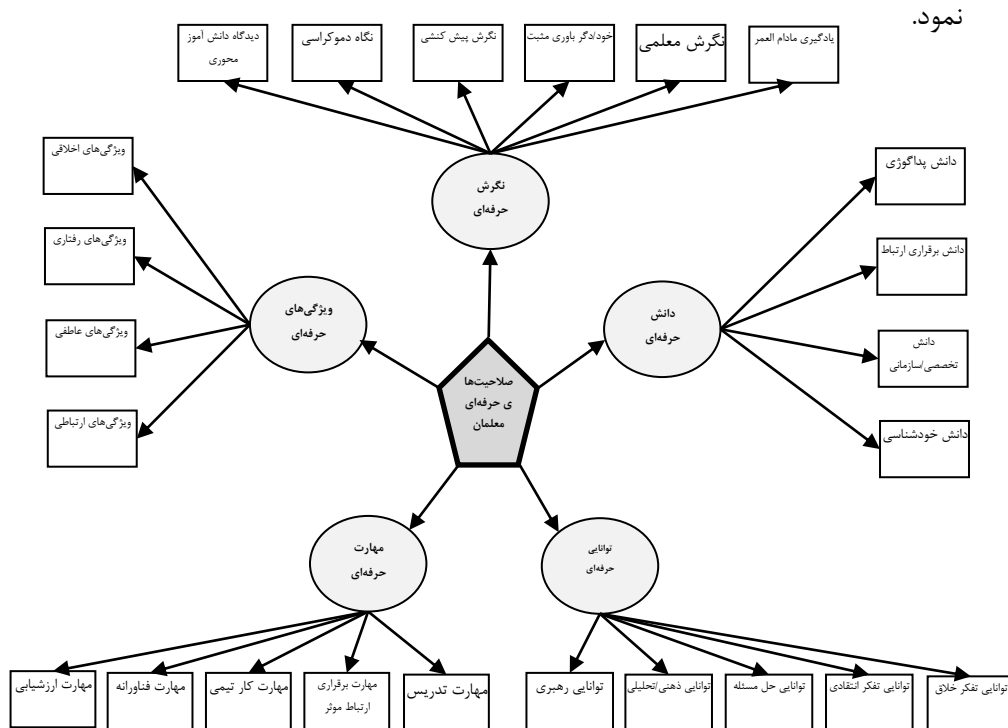 نمود.
یادگیری مادام العمر
نگرش معلمی
خود/دگر باوری مثبت
نگرش پیش کنشی
نگاه دموکراسی
دیدگاه دانش آموز
محوری
نگرش
حرفه‌ای
دانش پداگوژی
دانش برقراری ارتباط
دانش
تخصصی/سازمانی
دانش خودشناسی
دانش
حرفه‌ای
ویژگی‌های
حرفه‌ای
ویژگی‌های اخلاقی
ویژگی‌های رفتاری
ویژگی‌های عاطفی
ویژگی‌های ارتباطی
صلاحیت‌ها
ی حرفه‌ای
معلمان
توانایی
حرفه‌ای
مهارت
حرفه‌ای
توانایی تفکر خلاق
توانایی تفکر انتقادی
توانایی حل مسئله
توانایی ذهنی/تحلیلی
توانایی رهبری
مهارت تدریس
مهارت برقراری
ارتباط موثر
مهارت کار تیمی
مهارت فناورانه
مهارت ارزشیابی